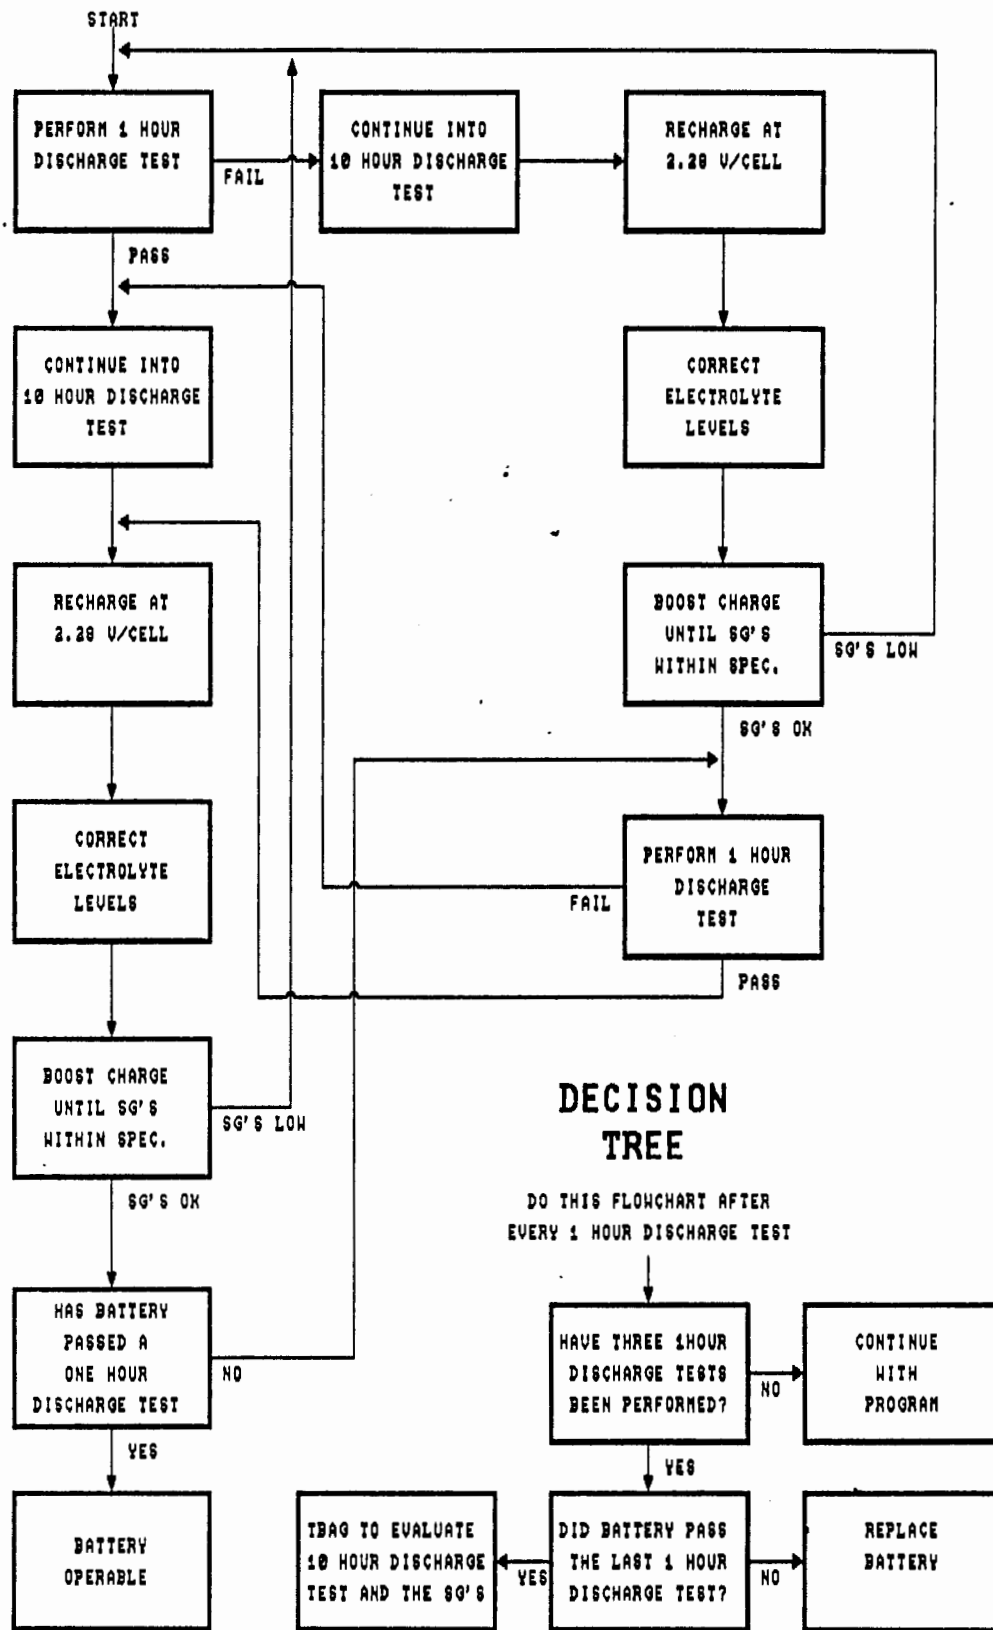 START
PERFORM 1 HOUR
DISCHARGE TEST
FAIL
CONTINUE INTO
10 HOUR DISCHARGE
TEST
RECHARGE AT
2.28 V/CELL
PASS
CONTINUE INTO
10 HOUR DISCHARGE
TEST
CORRECT
ELECTROLYTE
LEVELS
RECHARGE AT
2.28 V/CELL
BOOST CHARGE
UNTIL SG'S
WITHIN SPEC.
SG'S LOW
SG'S OK
CORRECT
ELECTROLYTE
LEVELS
PERFORM 1 HOUR
DISCHARGE
TEST
FAIL
PASS
BOOST CHARGE
UNTIL SG'S
WITHIN SPEC.
SG'S LOW
SG'S OK
HAS BATTERY
PASSED A
ONE HOUR
DISCHARGE TEST
NO
YES
BATTERY
OPERABLE
DECISION
TREE
DO THIS FLOWCHART AFTER
EVERY 1 HOUR DISCHARGE TEST
HAVE THREE 1HOUR
DISCHARGE TESTS
BEEN PERFORMED?
NO
CONTINUE
WITH
PROGRAM
YES
TBAG TO EVALUATE
10 HOUR DISCHARGE
TEST AND THE SG'S
YES
DID BATTERY PASS
THE LAST 1 HOUR
DISCHARGE TEST?
NO
REPLACE
BATTERY